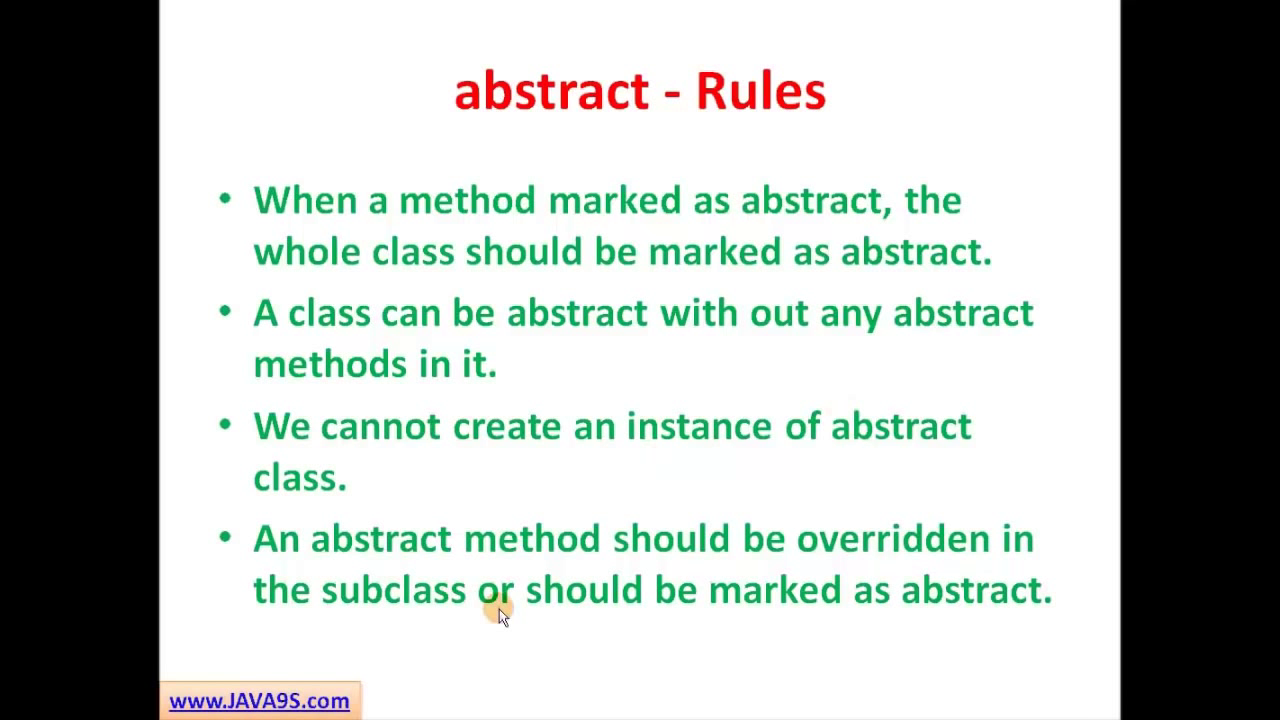 abstract - Rules
• When a method marked as abstract, the
whole class should be marked as abstract.
• A class can be abstract with out any abstract
methods in it.
• We cannot create an instance of abstract
class.
• An abstract method should be overridden in
the subclass or should be marked as abstract.
www.JAVA9S.com